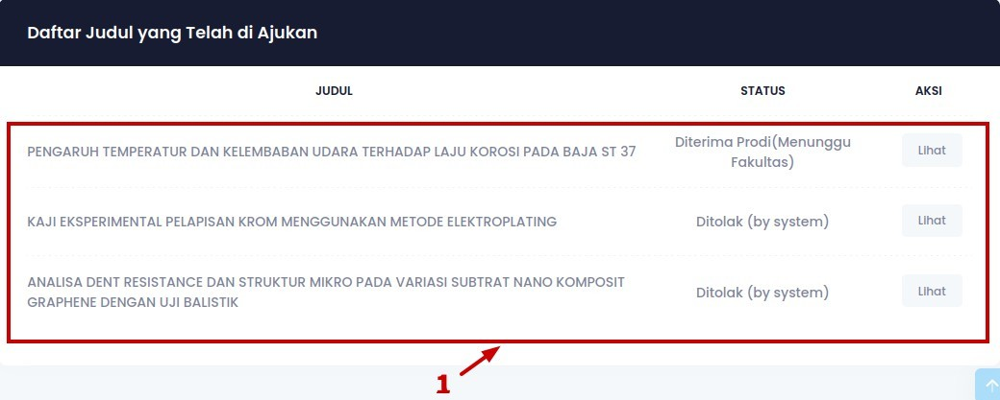 Daftar Judul yang Telah di Ajukan
JUDUL STATUS AKSI
PENGARUH TEMPERATUR DAN KELEMBABAN UDARA TERHADAP LAJU KOROSI PADA BAJA ST 37
Diterima Prodi(Menunggu
Fakultas)
LIhat
KAJI EKSPERIMENTAL PELAPISAN KROM MENGGUNAKAN METODE ELEKTROPLATING
Ditolak (by system)
LIhat
ANALISA DENT RESISTANCE DAN STRUKTUR MIKRO PADA VARIASI SUBTRAT NANO KOMPOSIT
GRAPHENE DENGAN UJI BALISTIK
Ditolak (by system)
LIhat
1